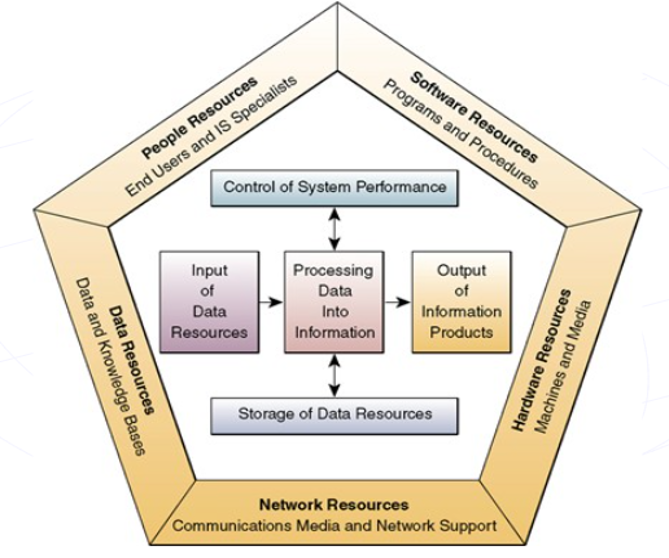 People Resources
End Users and IS Specialists
Software Resources
Programs and Procedures
Control of System Performance
Input
of
Data
Resources
Processing
Data
Into
Information
Output
of
Information
Products
Storage of Data Resources
Data Resources
Data and Knowledge Bases
Hardware Resources
Machines and Media
Network Resources
Communications Media and Network Support